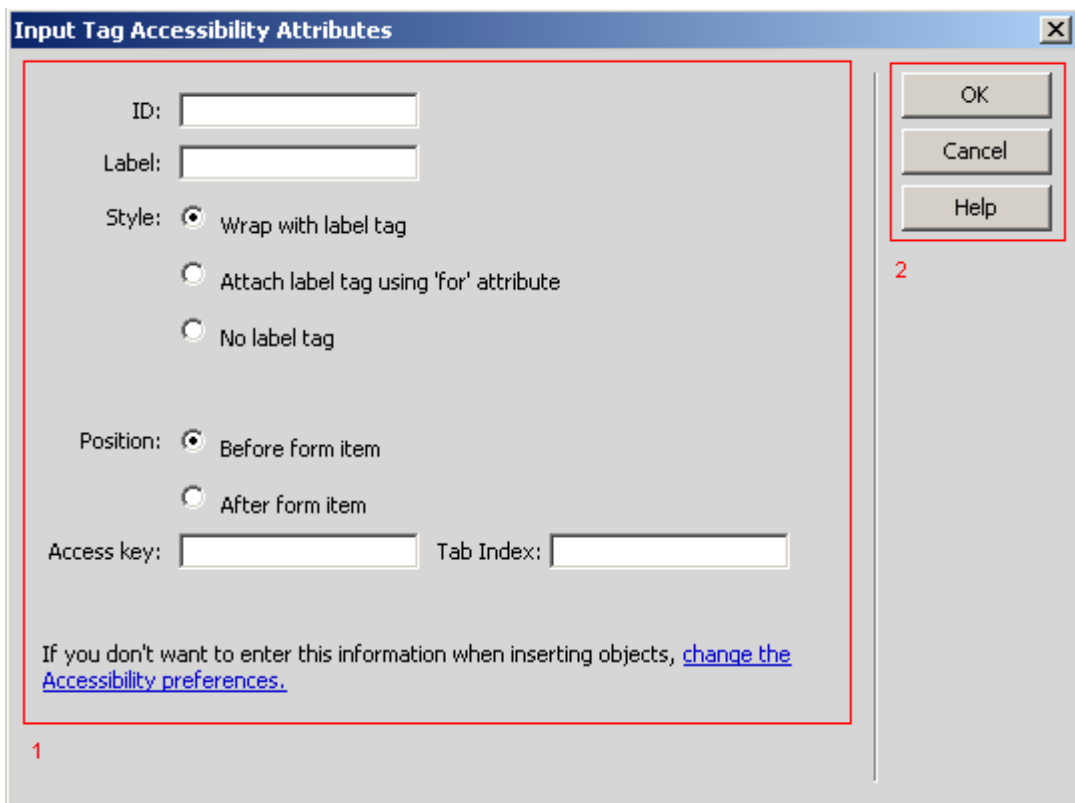 Input Tag Accessibility Attributes
ID:
Label:
Style: Wrap with label tag
Attach label tag using 'for' attribute
No label tag
Position: Before form item
After form item
Access key: Tab Index:
If you don't want to enter this information when inserting objects, change the
Accessibility preferences.
1
OK
Cancel
Help
2